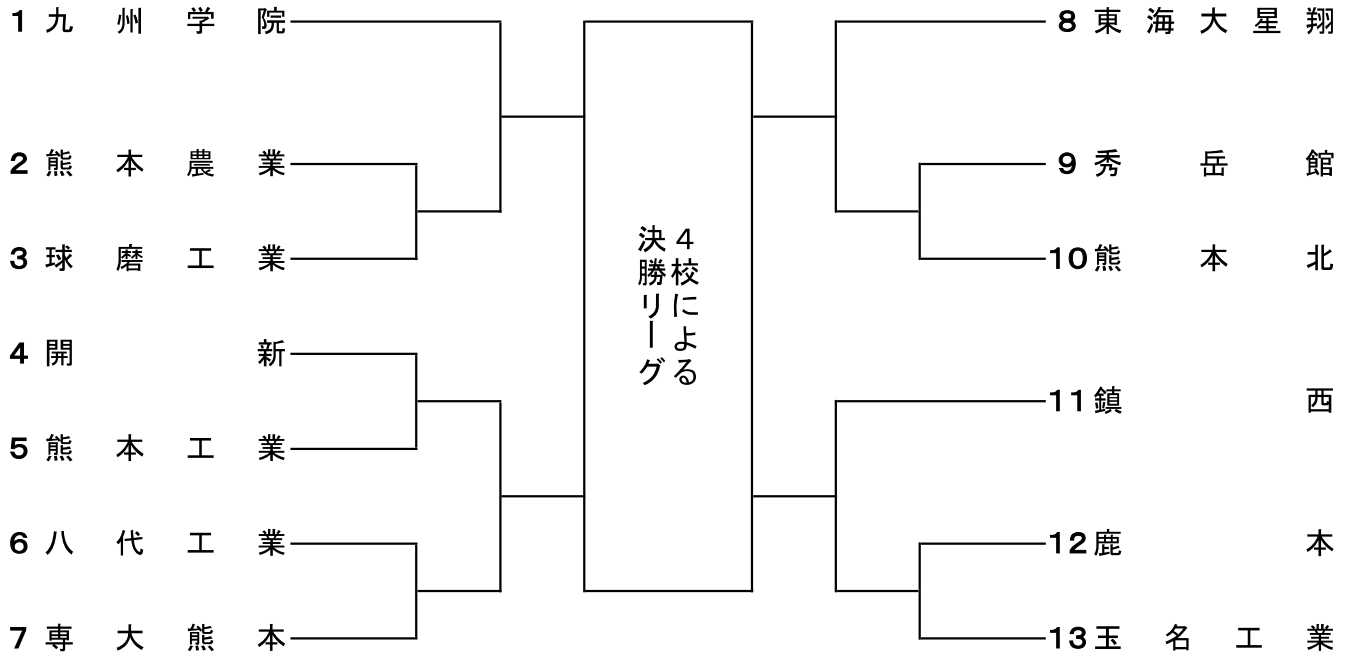 1 九州学院
2 熊本農業
3 球磨工業
4 開新
5 熊本工業
6 八代工業
7 専大熊本
4校による
決勝リーグ
8 東海大星翔
9 秀岳館
10 熊本北
11 鎮西
12 鹿本
13 玉名工業